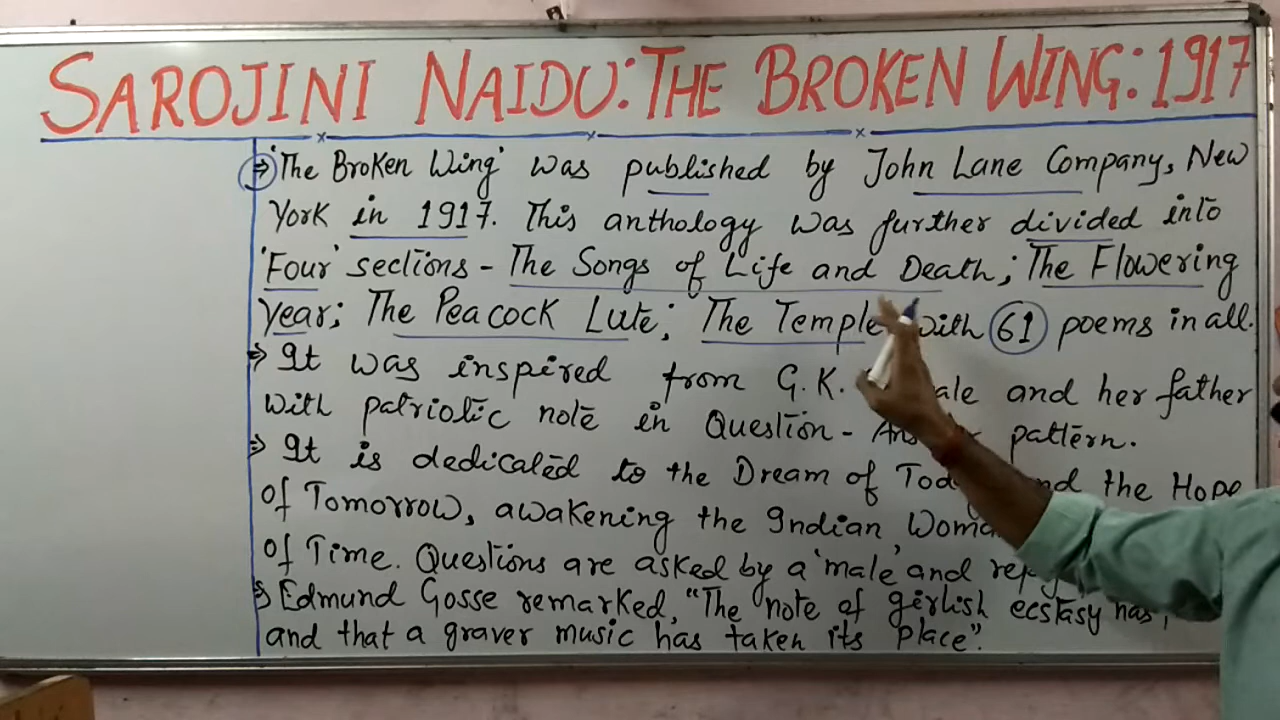 SAROJINI NAIDU: THE BROKEN WING: 1917
⇒ 'The Broken Wing' was published by John Lane Company, New
York in 1917. This anthology was further divided into
'Four' sections - The Songs of Life and Death; The Flowering
Year; The Peacock Lute; The Temple with 61 poems in all.
⇒ It was inspired from G.K. and her father
with patriotic note in Question - pattern.
⇒ It is dedicated to the Dream of and the Hope
of Tomorrow, awakening the Indian
of Time. Questions are asked by a 'male' and
⇒ Edmund Gosse remarked, "The note of girlish ecstasy has
and that a graver music has taken its place".